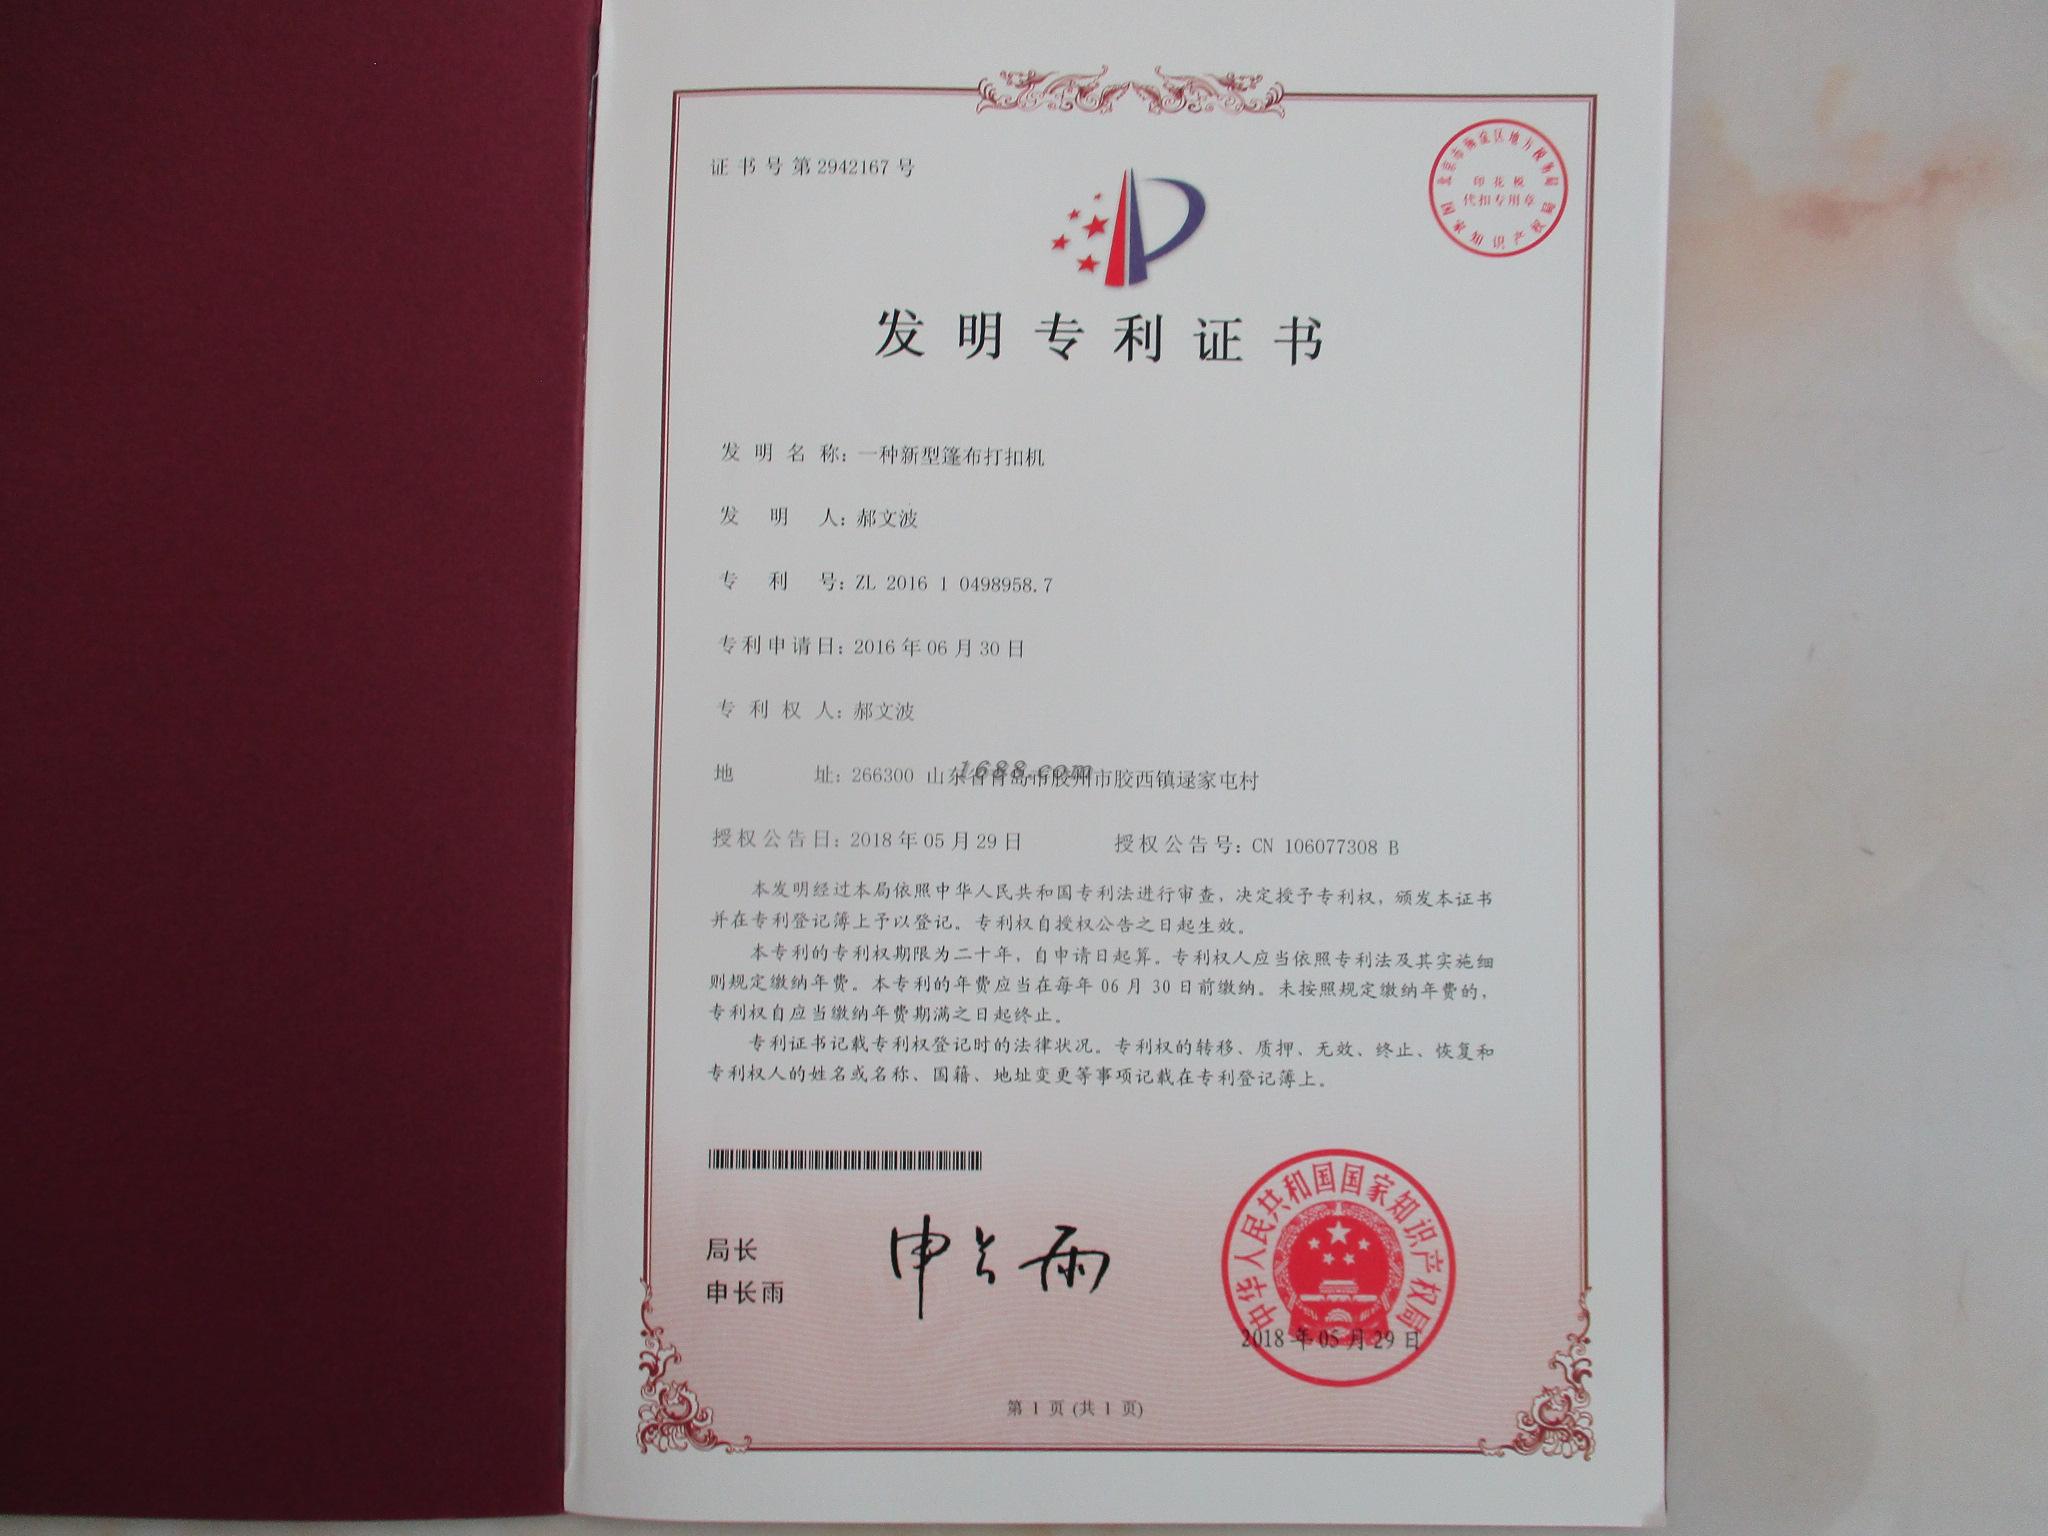 证书号第2942167号
北京市海淀区地方税务局
印花税
代扣专用章
国家知识产权局
发明专利证书
发明名称：一种新型篷布打扣机
发明人：郝文波
专利号：ZL 2016 1 0498958.7
专利申请日：2016年06月30日
专利权人：郝文波
地址：266300 山东省青岛市胶州市胶西镇逯家屯村
1688.com
授权公告日：2018年05月29日 授权公告号：CN 106077308 B
本发明经过本局依照中华人民共和国专利法进行审查，决定授予专利权，颁发本证书
并在专利登记簿上予以登记。专利权自授权公告之日起生效。
本专利的专利权期限为二十年，自申请日起算。专利权人应当依照专利法及其实施细
则规定缴纳年费。本专利的年费应当在每年06月30日前缴纳。未按照规定缴纳年费的，
专利权自应当缴纳年费期满之日起终止。
专利证书记载专利权登记时的法律状况。专利权的转移、质押、无效、终止、恢复和
专利权人的姓名或名称、国籍、地址变更等事项记载在专利登记簿上。
局长
申长雨
申长雨
中华人民共和国国家知识产权局
2018年05月29日
第1页(共1页)